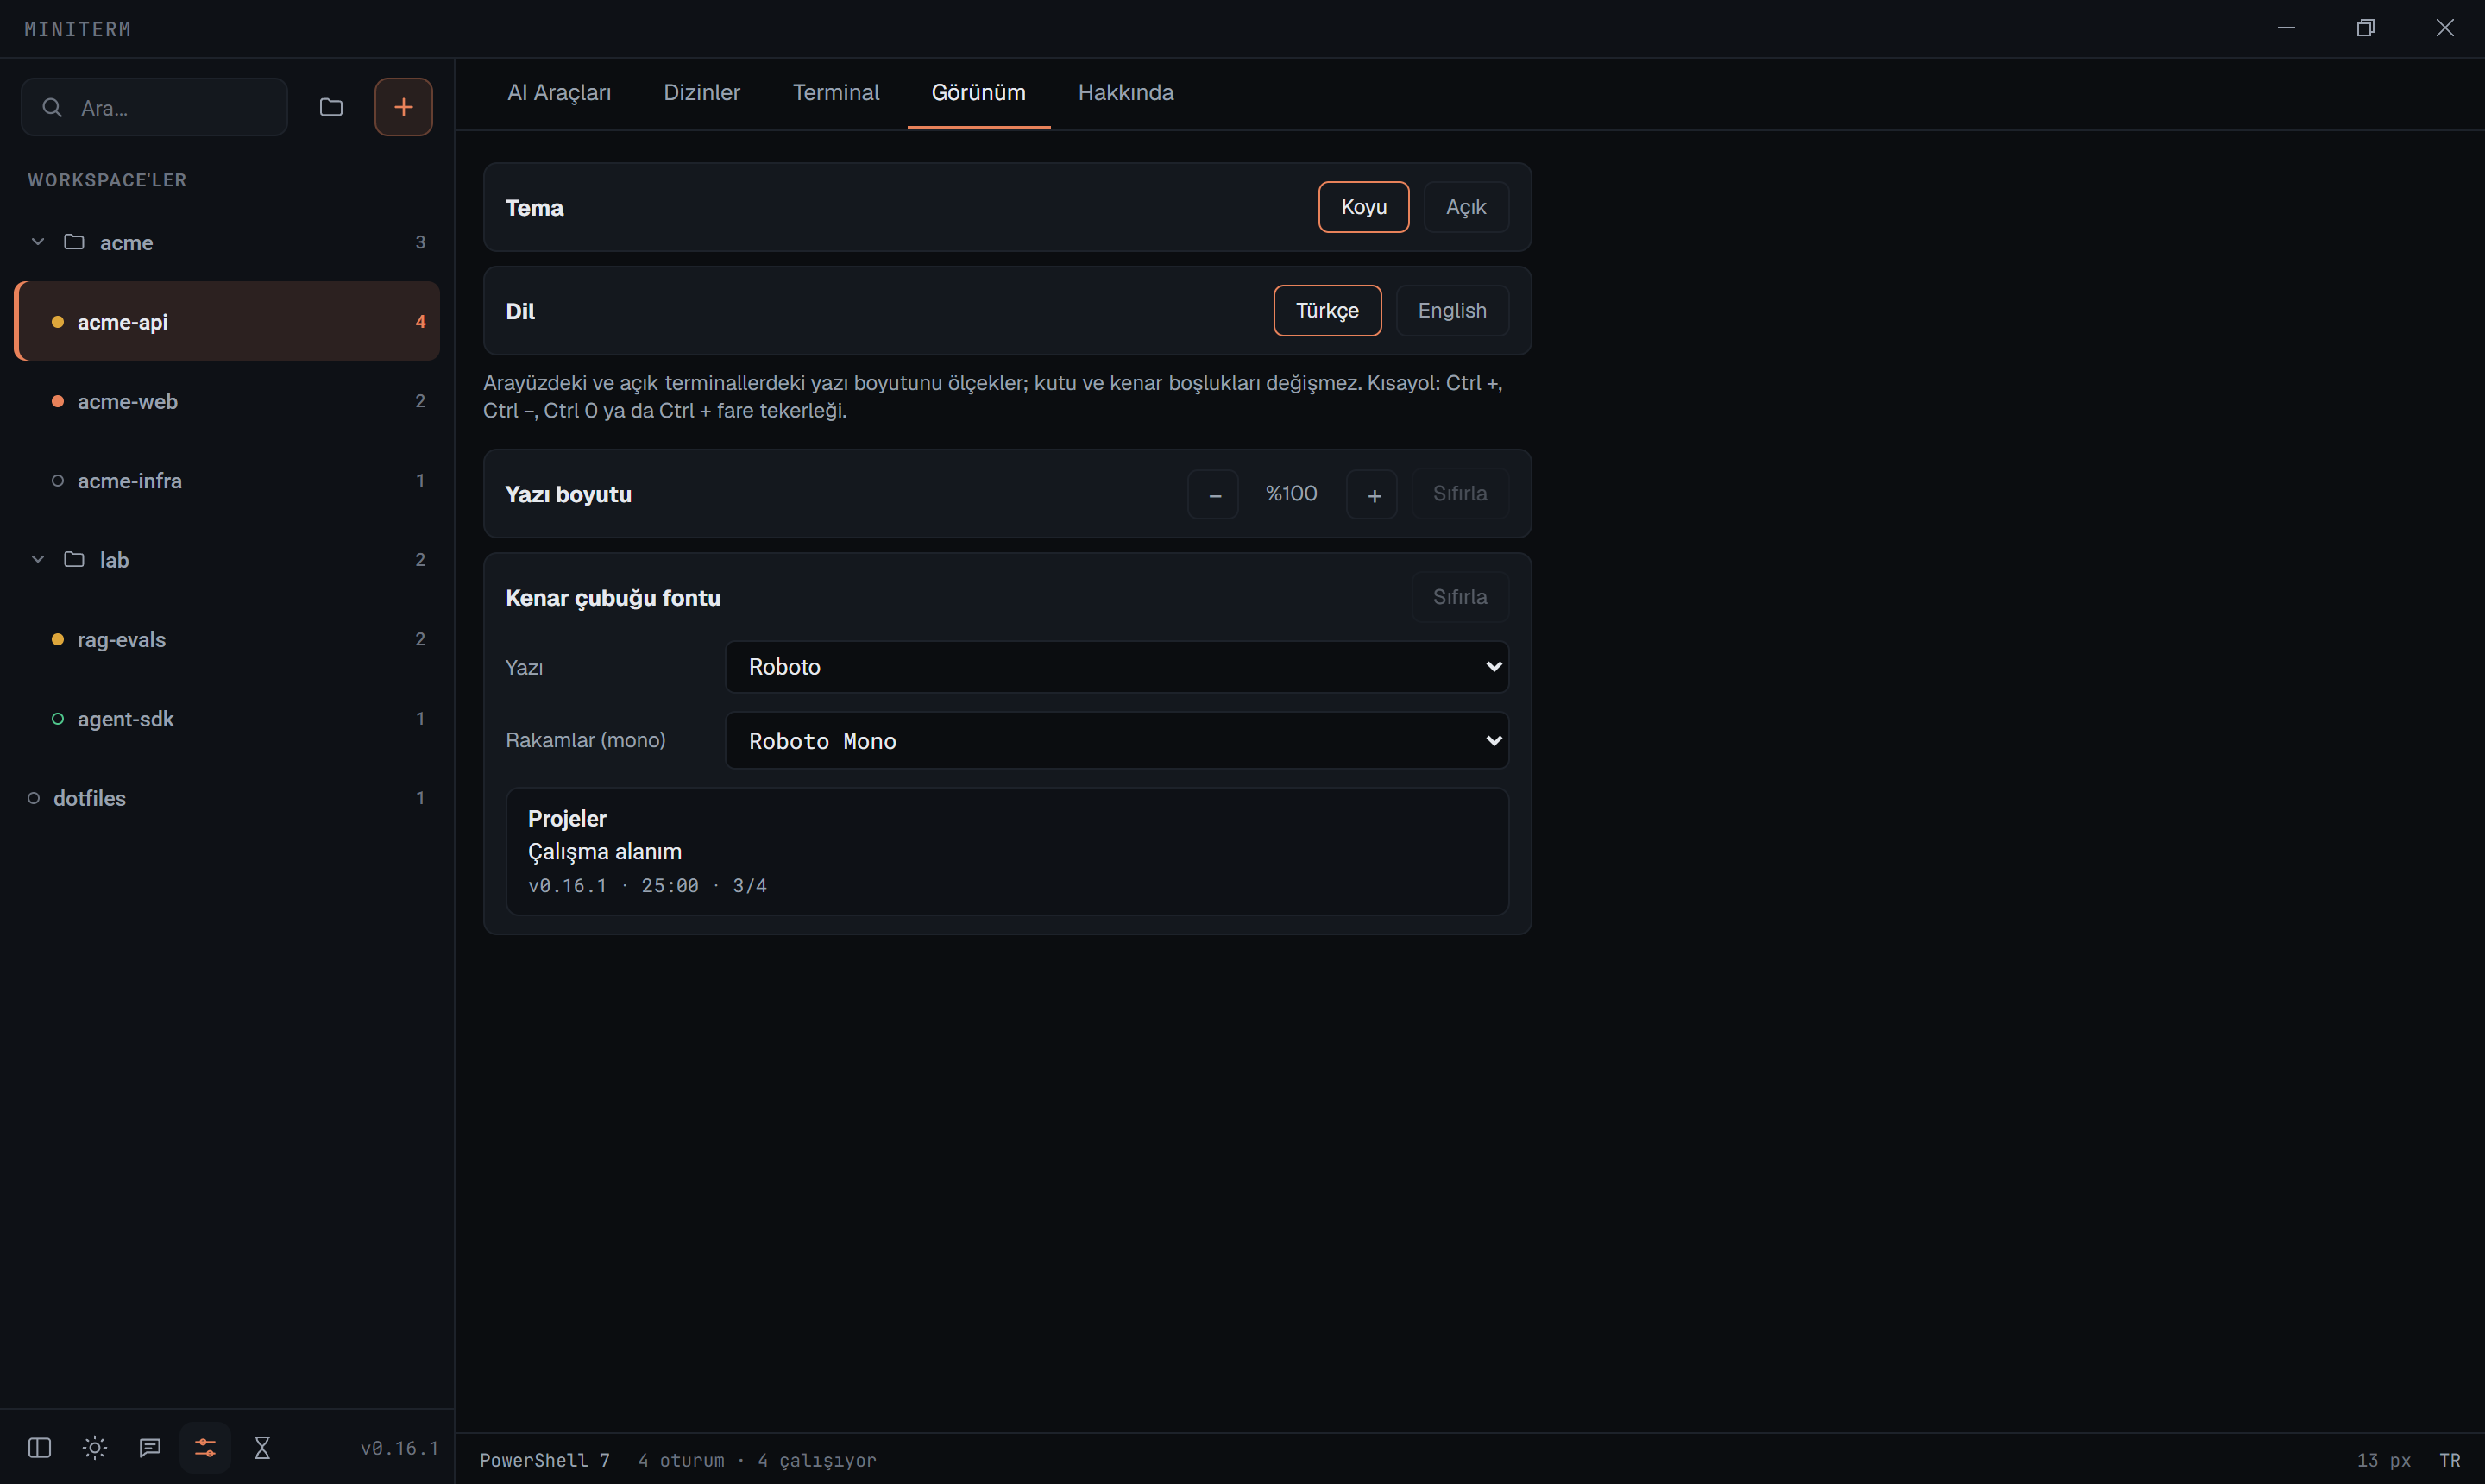 MINITERM
Ara...
+
WORKSPACE'LER
acme 3
acme-api 4
acme-web 2
acme-infra 1
lab 2
rag-evals 2
agent-sdk 1
dotfiles 1
v0.16.1
AI Araçları Dizinler Terminal Görünüm Hakkında
Tema Koyu Açık
Dil Türkçe English
Arayüzdeki ve açık terminallerdeki yazı boyutunu ölçekler; kutu ve kenar boşlukları değişmez. Kısayol: Ctrl +,
Ctrl −, Ctrl 0 ya da Ctrl + fare tekerleği.
Yazı boyutu − %100 + Sıfırla
Kenar çubuğu fontu Sıfırla
Yazı Roboto
Rakamlar (mono) Roboto Mono
Projeler
Çalışma alanım
v0.16.1 · 25:00 · 3/4
PowerShell 7 4 oturum · 4 çalışıyor 13 px TR